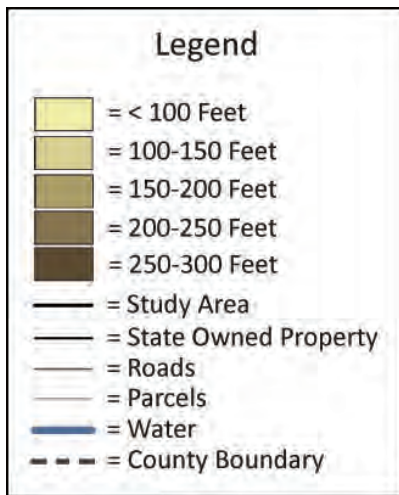 Legend
= < 100 Feet
= 100-150 Feet
= 150-200 Feet
= 200-250 Feet
= 250-300 Feet
= Study Area
= State Owned Property
= Roads
= Parcels
= Water
= County Boundary